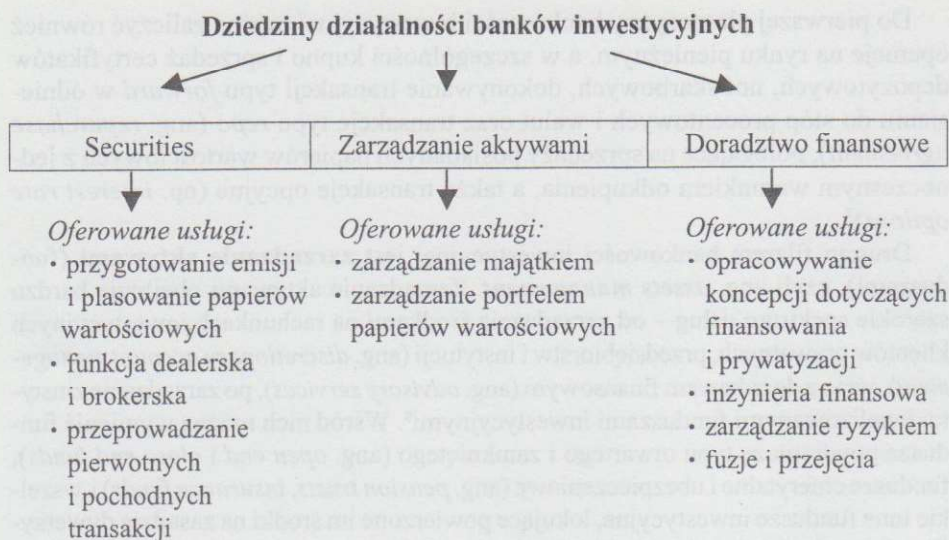 Dziedziny działalności banków inwestycyjnych
Securities
Zarządzanie aktywami
Doradztwo finansowe
Oferowane usługi:
• przygotowanie emisji
i plasowanie papierów
wartościowych
• funkcja dealerska
i brokerska
• przeprowadzanie
pierwotnych
i pochodnych
transakcji
Oferowane usługi:
• zarządzanie majątkiem
• zarządzanie portfelem
papierów wartościowych
Oferowane usługi:
• opracowywanie
koncepcji dotyczących
finansowania
i prywatyzacji
• inżynieria finansowa
• zarządzanie ryzykiem
• fuzje i przejęcia